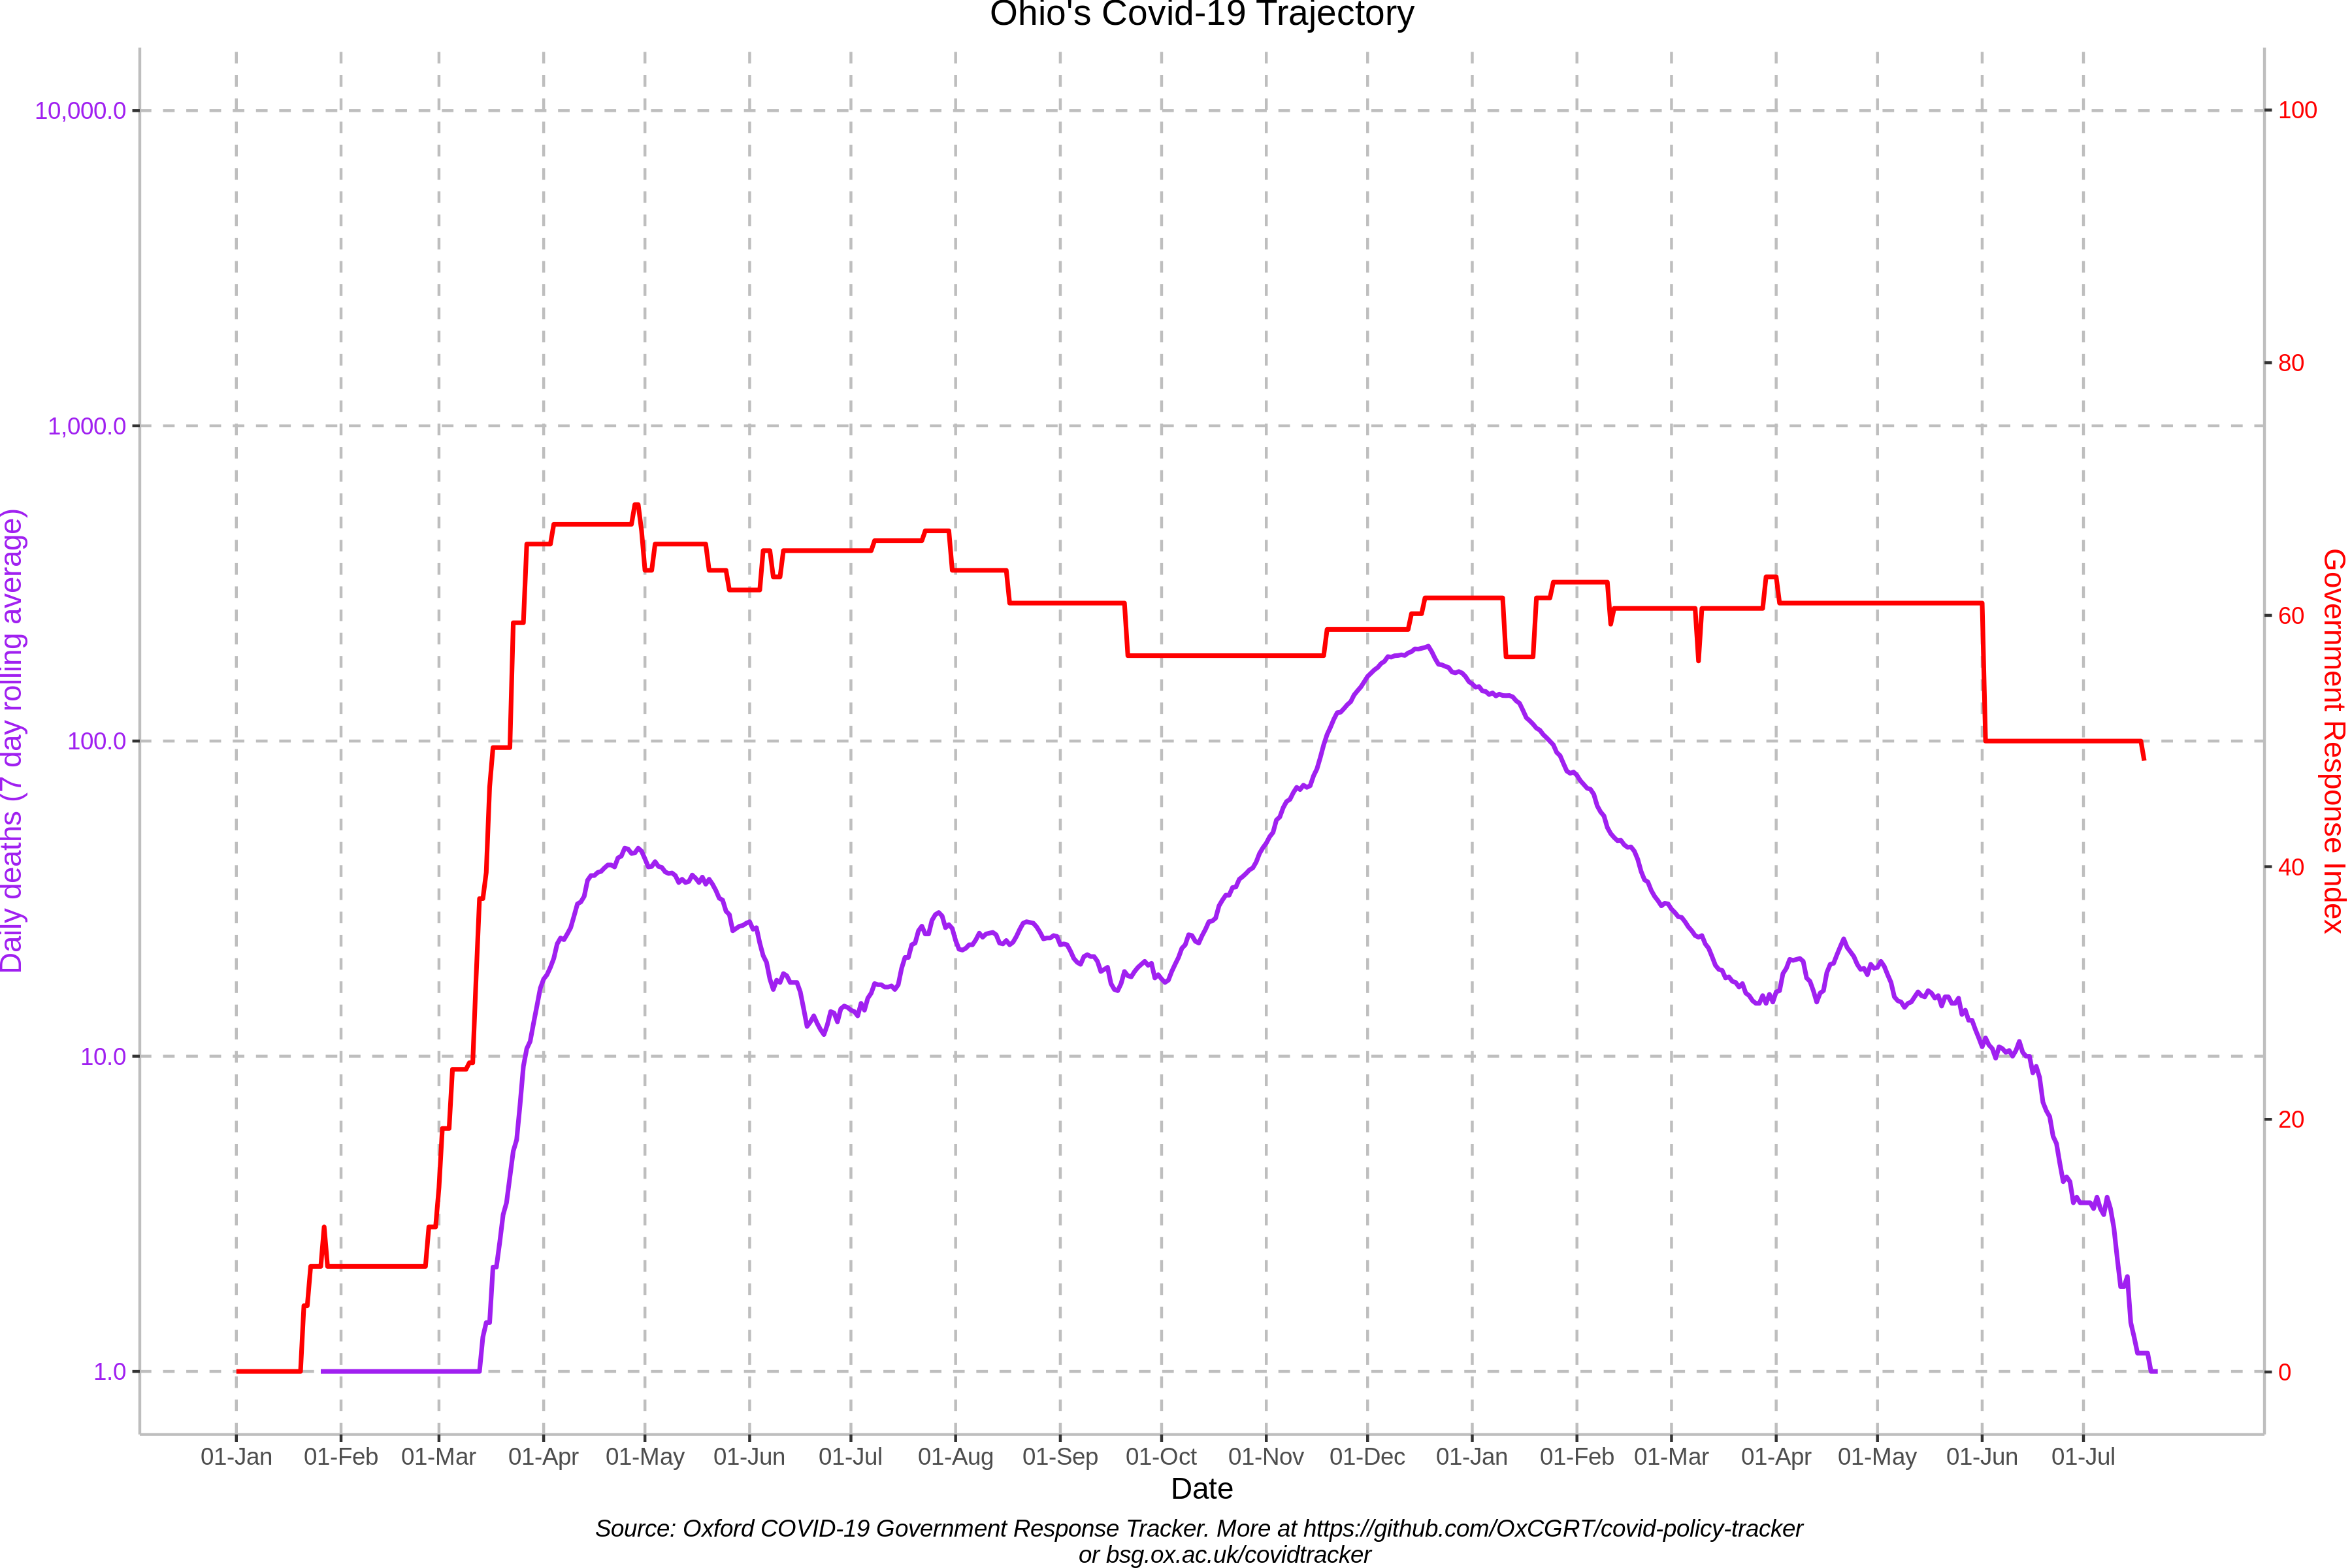 Ohio's Covid-19 Trajectory
10,000.0
1,000.0
100.0
10.0
1.0
Daily deaths (7 day rolling average)
100
80
60
40
20
0
Government Response Index
01-Jan 01-Feb 01-Mar 01-Apr 01-May 01-Jun 01-Jul 01-Aug 01-Sep 01-Oct 01-Nov 01-Dec 01-Jan 01-Feb 01-Mar 01-Apr 01-May 01-Jun 01-Jul
Date
Source: Oxford COVID-19 Government Response Tracker. More at https://github.com/OxCGRT/covid-policy-tracker
or bsg.ox.ac.uk/covidtracker